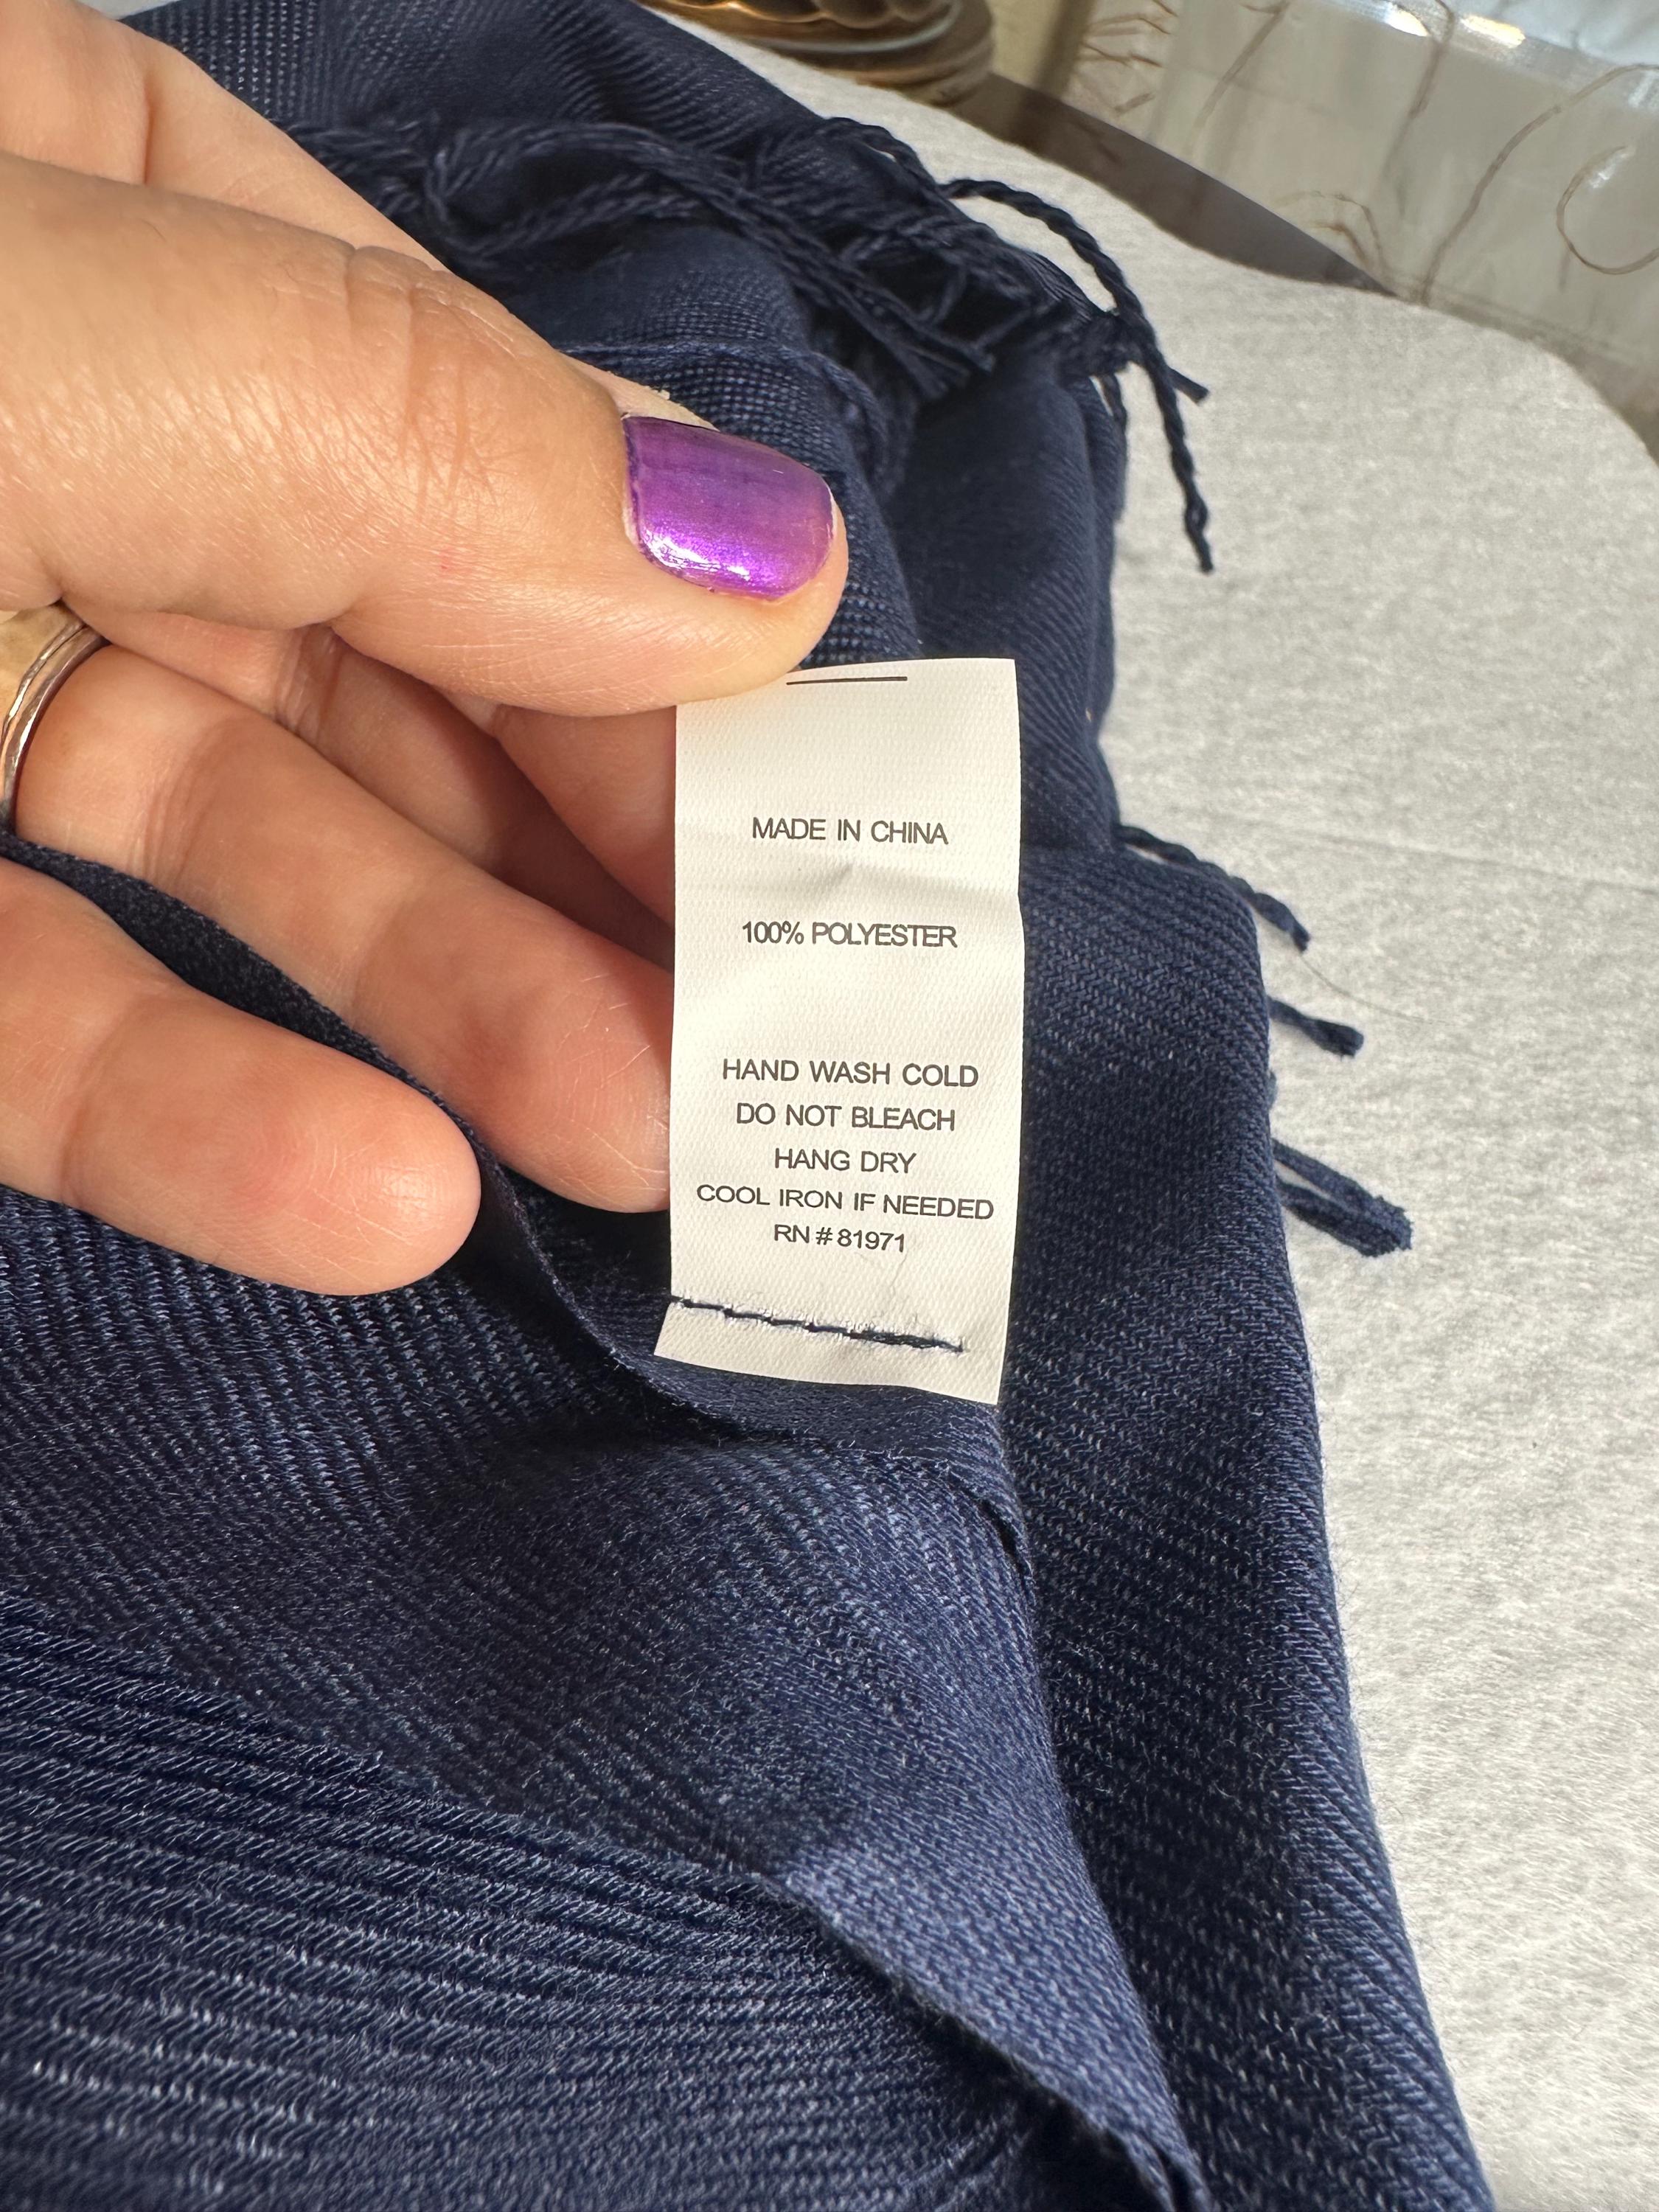 MADE IN CHINA
100% POLYESTER
HAND WASH COLD
DO NOT BLEACH
HANG DRY
COOL IRON IF NEEDED
RN # 81971